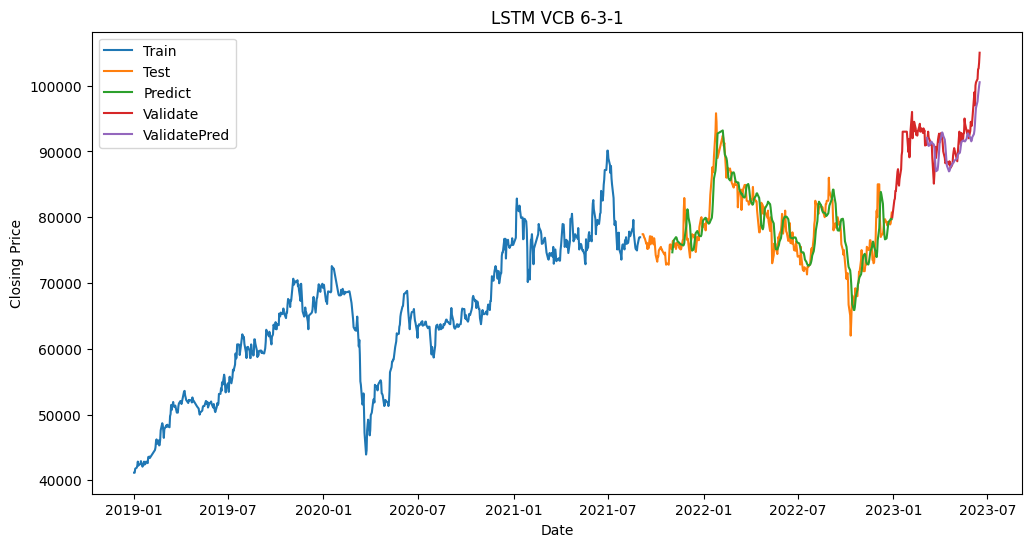 LSTM VCB 6-3-1
Train
Test
Predict
Validate
ValidatePred
Closing Price
100000
90000
80000
70000
60000
50000
40000
2019-01 2019-07 2020-01 2020-07 2021-01 2021-07 2022-01 2022-07 2023-01 2023-07
Date